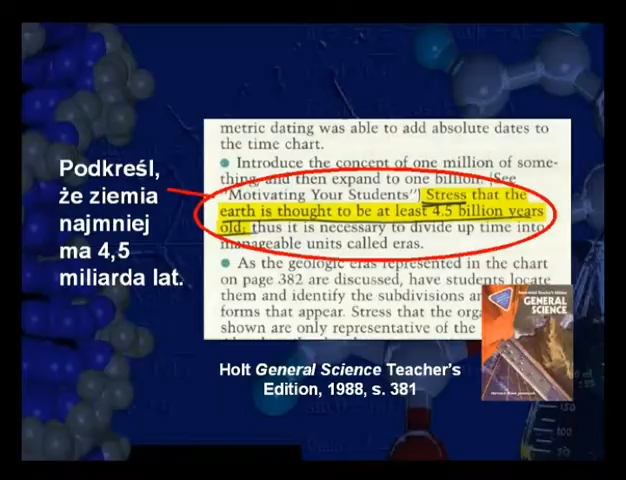 metric dating was able to add absolute dates to
the time chart.
● Introduce the concept of one million of some-
thing, and then expand to one billion. (See
"Motivating Your Students") Stress that the
earth is thought to be at least 4.5 billion years
old; thus it is necessary to divide up time into
manageable units called eras.
● As the geologic eras represented in the chart
on page 382 are discussed, have students locate
them and identify the subdivisions
forms that appear. Stress that the
shown are only representative of the
Podkreśl,
że ziemia
najmniej
ma 4,5
miliarda lat.
GENERAL
SCIENCE
Holt General Science Teacher's
Edition, 1988, s. 381
150
100